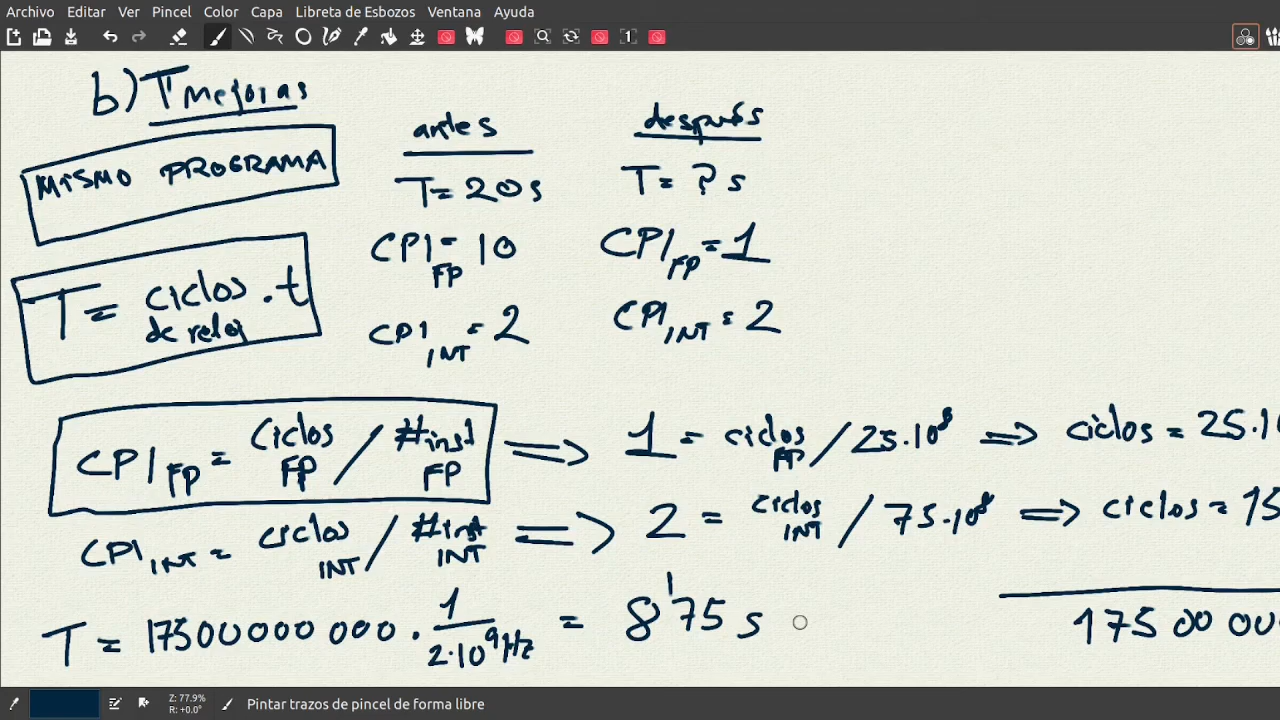 Archivo Editar Ver Pincel Color Capa Libreta de Esbozos Ventana Ayuda
1
b) T mejoras
antes
después
MISMO PROGRAMA
T = 20 s
T = ? s
CPI FP = 10
CPI FP = 1
T = ciclos de reloj · t
CPI INT = 2
CPI INT = 2
CPI FP = ciclos FP / #inst FP ⟹ 1 = ciclos FP / 25·10⁸ ⟹ ciclos = 25.1
CPI INT = ciclos INT / #inst INT ⟹ 2 = ciclos INT / 75·10⁸ ⟹ ciclos = 15
T = 17500000000 · 1 / 2·10⁹ Hz = 8'75 s
17500 00
Z: 77.9%
R: +0.0°
Pintar trazos de pincel de forma libre